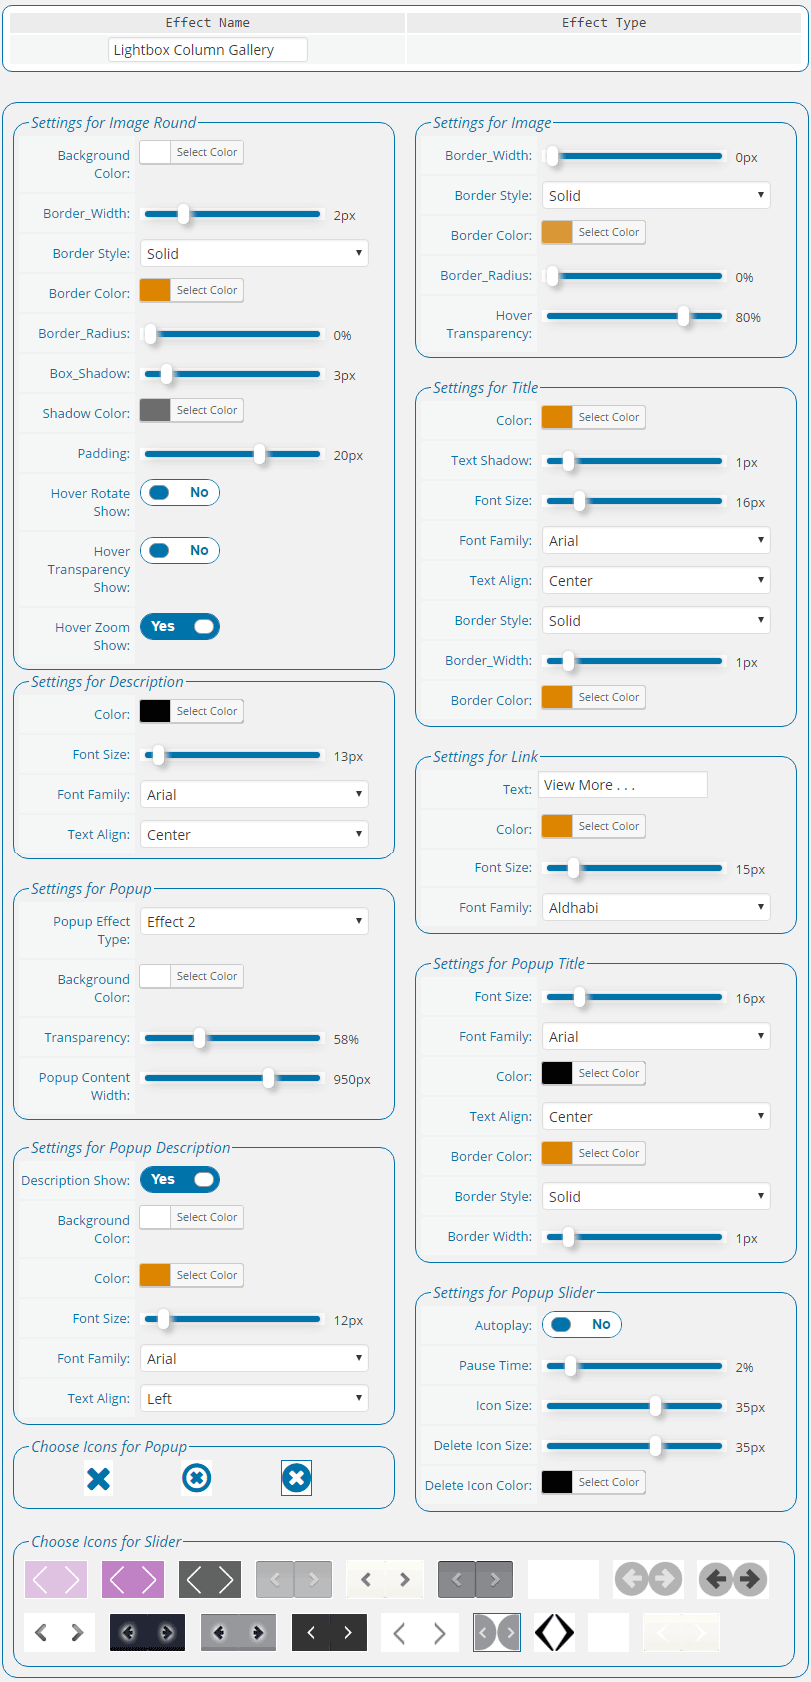 Effect Name
Effect Type
Lightbox Column Gallery
Settings for Image Round
Background Color:
Select Color
Border_Width:
2px
Border Style:
Solid
Border Color:
Select Color
Border_Radius:
0%
Box_Shadow:
3px
Shadow Color:
Select Color
Padding:
20px
Hover Rotate Show:
No
Hover Transparency Show:
No
Hover Zoom Show:
Yes
Settings for Description
Color:
Select Color
Font Size:
13px
Font Family:
Arial
Text Align:
Center
Settings for Popup
Popup Effect Type:
Effect 2
Background Color:
Select Color
Transparency:
58%
Popup Content Width:
950px
Settings for Popup Description
Description Show:
Yes
Background Color:
Select Color
Color:
Select Color
Font Size:
12px
Font Family:
Arial
Text Align:
Left
Choose Icons for Popup
Settings for Image
Border_Width:
0px
Border Style:
Solid
Border Color:
Select Color
Border_Radius:
0%
Hover Transparency:
80%
Settings for Title
Color:
Select Color
Text Shadow:
1px
Font Size:
16px
Font Family:
Arial
Text Align:
Center
Border Style:
Solid
Border_Width:
1px
Border Color:
Select Color
Settings for Link
Text:
View More . . .
Color:
Select Color
Font Size:
15px
Font Family:
Aldhabi
Settings for Popup Title
Font Size:
16px
Font Family:
Arial
Color:
Select Color
Text Align:
Center
Border Color:
Select Color
Border Style:
Solid
Border Width:
1px
Settings for Popup Slider
Autoplay:
No
Pause Time:
2%
Icon Size:
35px
Delete Icon Size:
35px
Delete Icon Color:
Select Color
Choose Icons for Slider